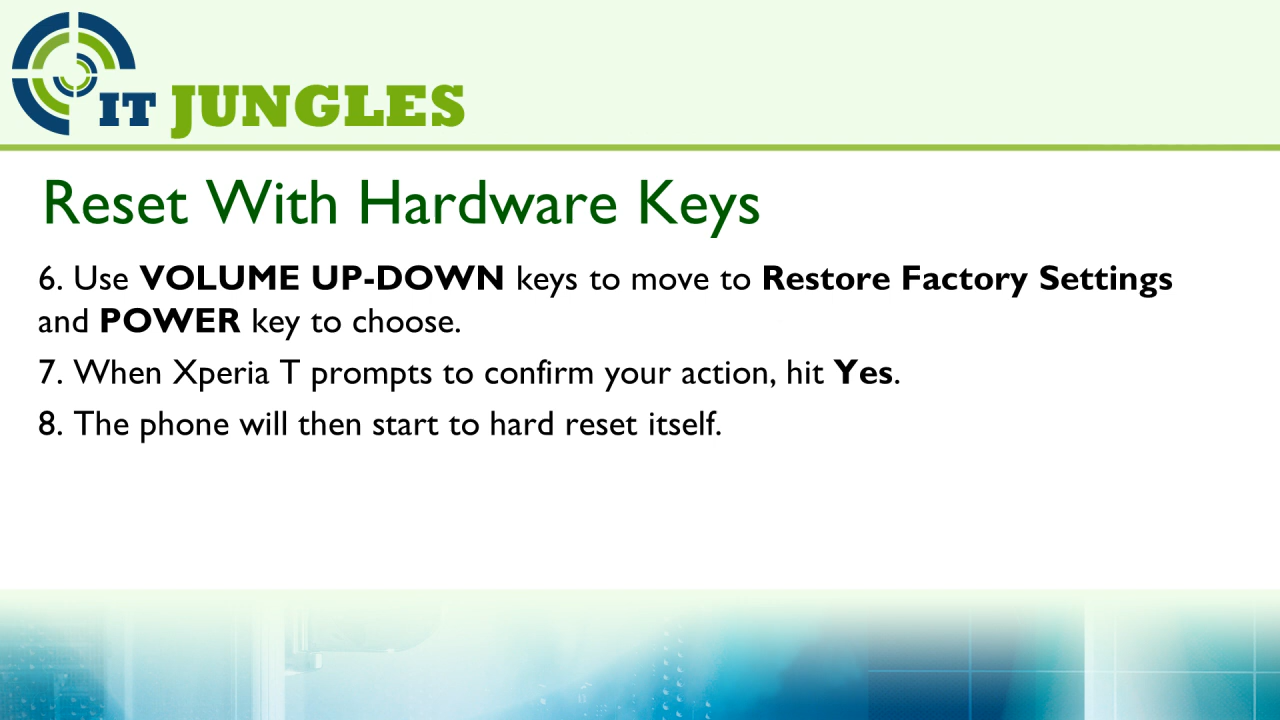 IT JUNGLES
Reset With Hardware Keys
6. Use VOLUME UP-DOWN keys to move to Restore Factory Settings
and POWER key to choose.
7. When Xperia T prompts to confirm your action, hit Yes.
8. The phone will then start to hard reset itself.